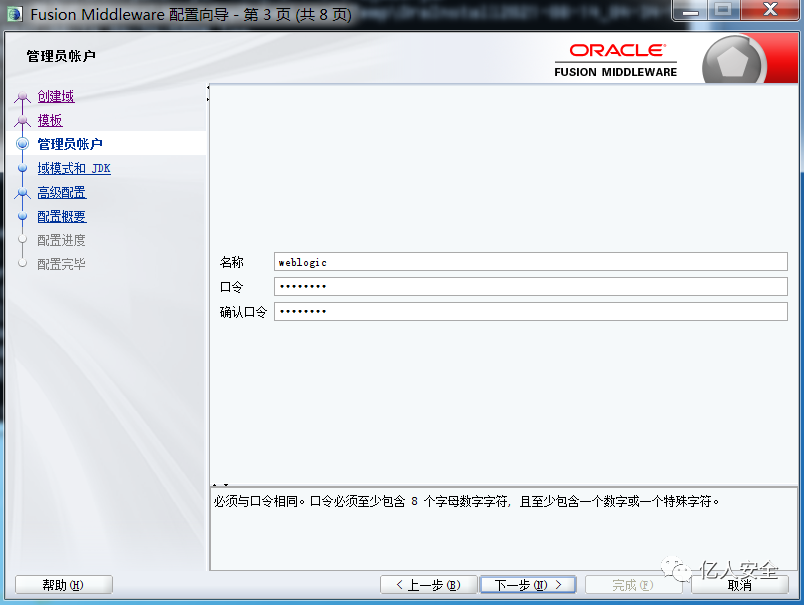 Fusion Middleware 配置向导 - 第 3 页 (共 8 页)
管理员帐户
ORACLE
FUSION MIDDLEWARE
创建域
模板
管理员帐户
域模式和 JDK
高级配置
配置概要
配置进度
配置完毕
名称 weblogic
口令 ••••••••
确认口令 ••••••••
必须与口令相同。口令必须至少包含 8 个字母数字字符, 且至少包含一个数字或一个特殊字符。
亿人安全
帮助(H) < 上一步(B) 下一步(N) > 完成(F) 取消